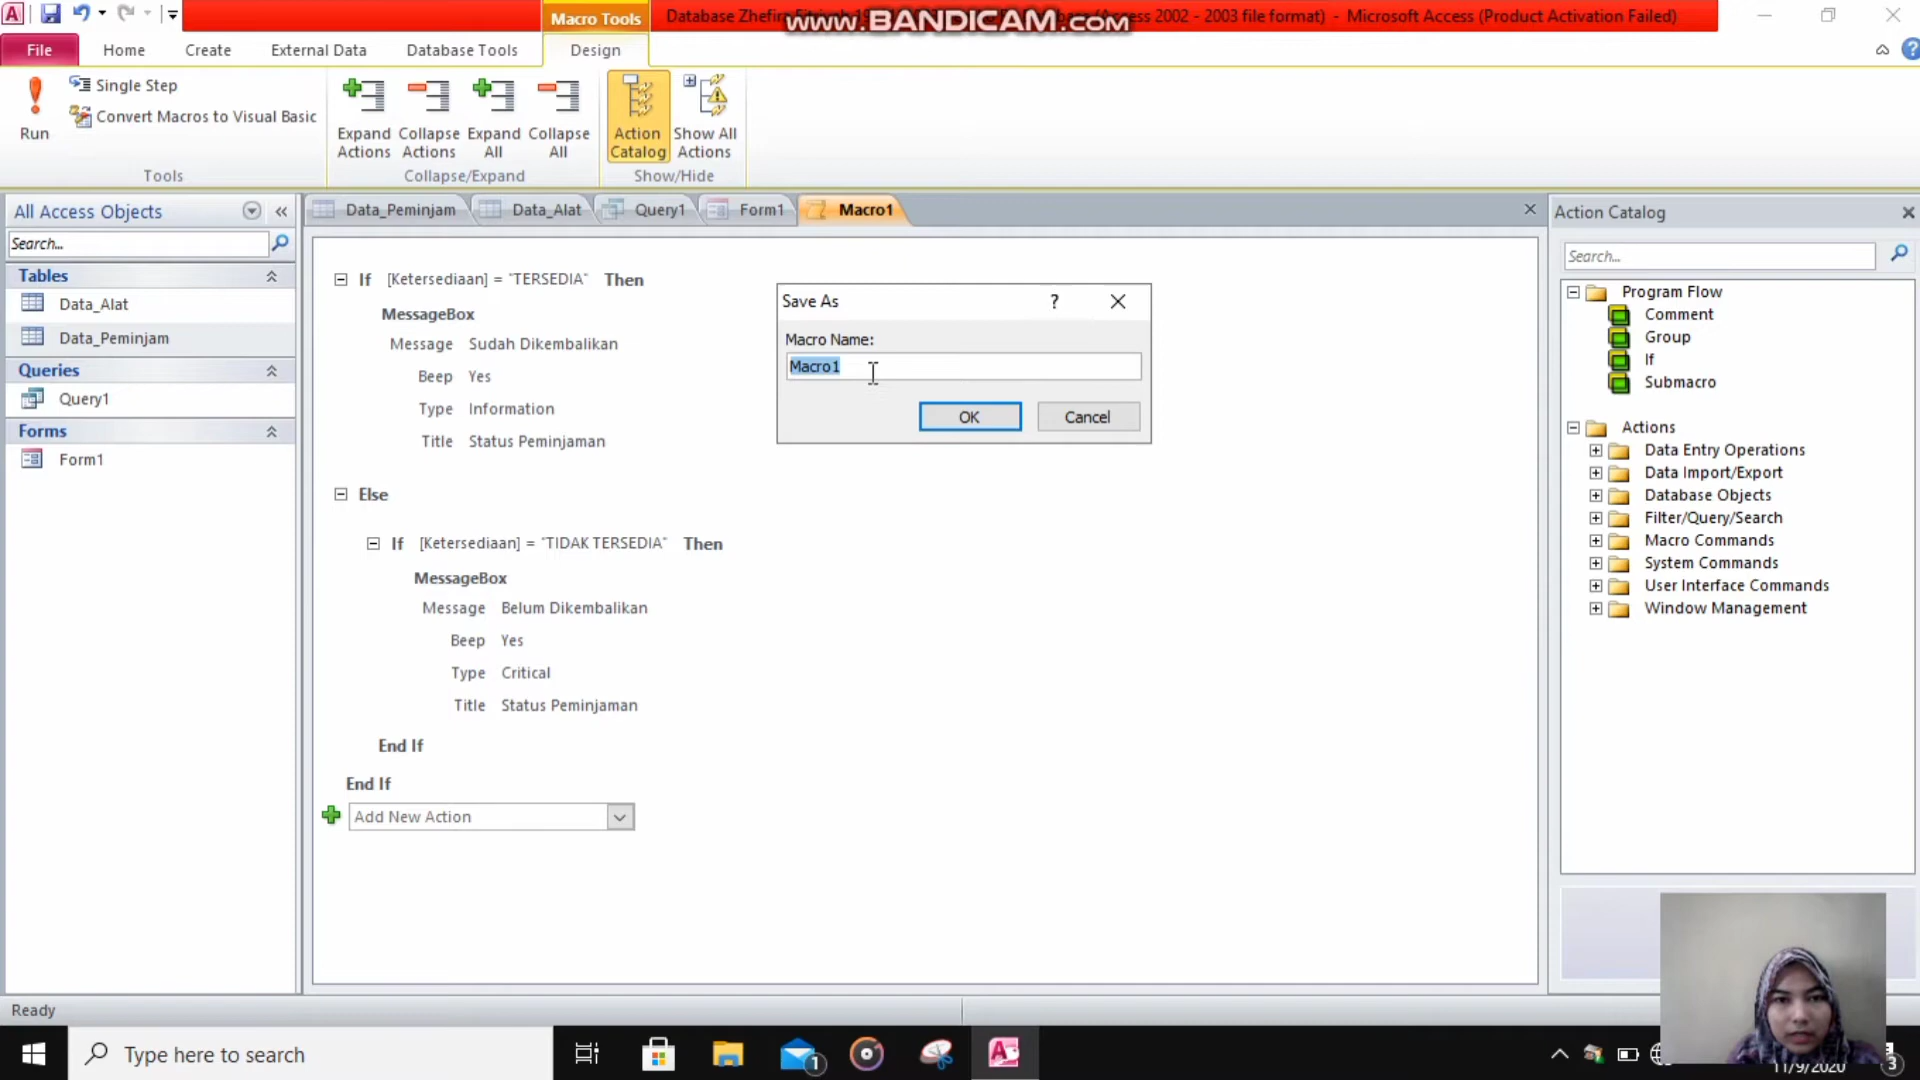 Macro Tools
Database Zhefira
(Access 2002 - 2003 file format) - Microsoft Access (Product Activation Failed)
www.BANDICAM.com
File
Home
Create
External Data
Database Tools
Design
Run
Single Step
Convert Macros to Visual Basic
Expand Actions
Collapse Actions
Expand All
Collapse All
Action Catalog
Show All Actions
Tools
Collapse/Expand
Show/Hide
All Access Objects
Search...
Tables
Data_Alat
Data_Peminjam
Queries
Query1
Forms
Form1
Data_Peminjam
Data_Alat
Query1
Form1
Macro1
If [Ketersediaan] = "TERSEDIA" Then
MessageBox
Message Sudah Dikembalikan
Beep Yes
Type Information
Title Status Peminjaman
Else
If [Ketersediaan] = "TIDAK TERSEDIA" Then
MessageBox
Message Belum Dikembalikan
Beep Yes
Type Critical
Title Status Peminjaman
End If
End If
Add New Action
Save As
?
Macro Name:
Macro1
OK
Cancel
Action Catalog
Search...
Program Flow
Comment
Group
If
Submacro
Actions
Data Entry Operations
Data Import/Export
Database Objects
Filter/Query/Search
Macro Commands
System Commands
User Interface Commands
Window Management
Ready
Type here to search
1
11/9/2020
3